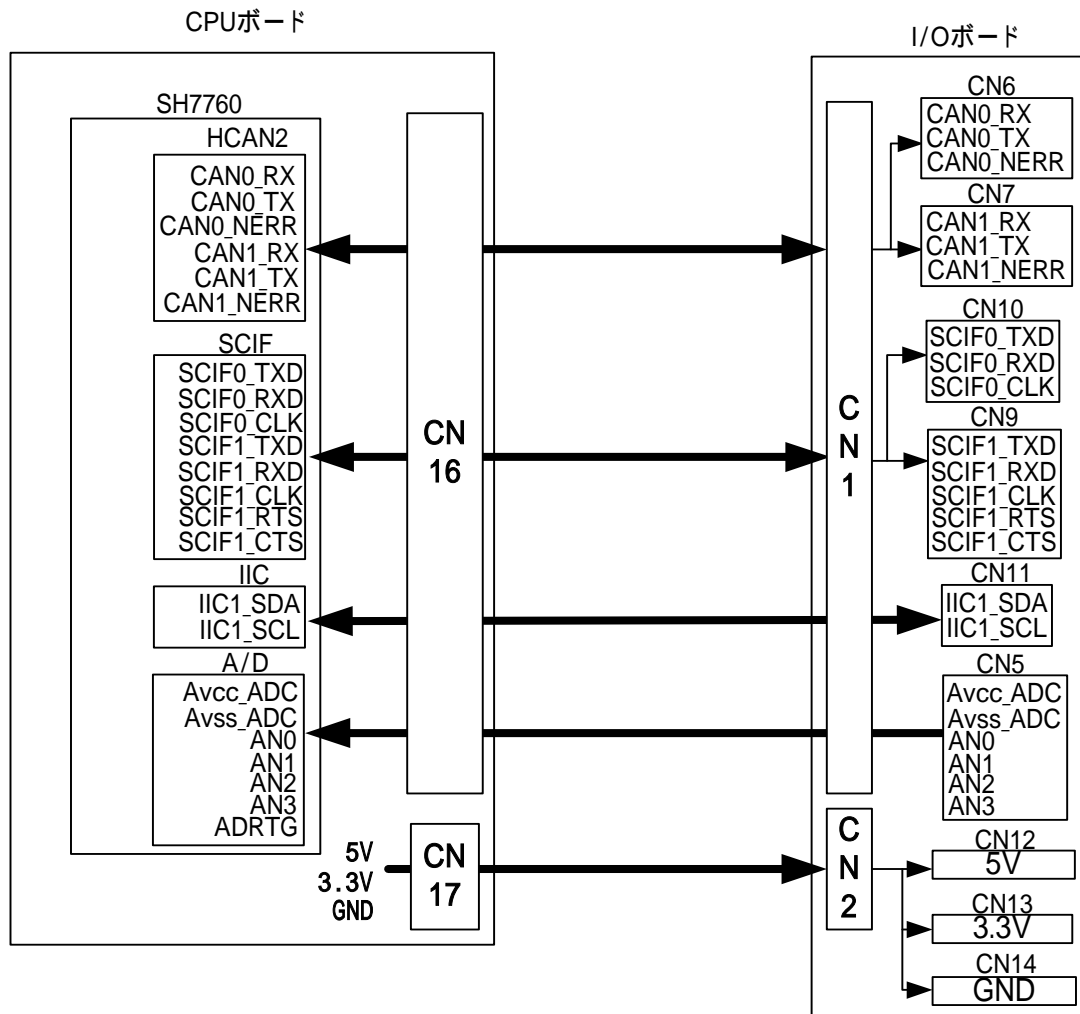 CPUボード
SH7760
HCAN2
CAN0_RX
CAN0_TX
CAN0_NERR
CAN1_RX
CAN1_TX
CAN1_NERR
SCIF
SCIF0_TXD
SCIF0_RXD
SCIF0_CLK
SCIF1_TXD
SCIF1_RXD
SCIF1_CLK
SCIF1_RTS
SCIF1_CTS
IIC
IIC1_SDA
IIC1_SCL
A/D
Avcc_ADC
Avss_ADC
AN0
AN1
AN2
AN3
ADRTG
5V
3.3V
GND
CN
16
CN
17
I/Oボード
C
N
1
C
N
2
CN6
CAN0_RX
CAN0_TX
CAN0_NERR
CN7
CAN1_RX
CAN1_TX
CAN1_NERR
CN10
SCIF0_TXD
SCIF0_RXD
SCIF0_CLK
CN9
SCIF1_TXD
SCIF1_RXD
SCIF1_CLK
SCIF1_RTS
SCIF1_CTS
CN11
IIC1_SDA
IIC1_SCL
CN5
Avcc_ADC
Avss_ADC
AN0
AN1
AN2
AN3
CN12
5V
CN13
3.3V
CN14
GND